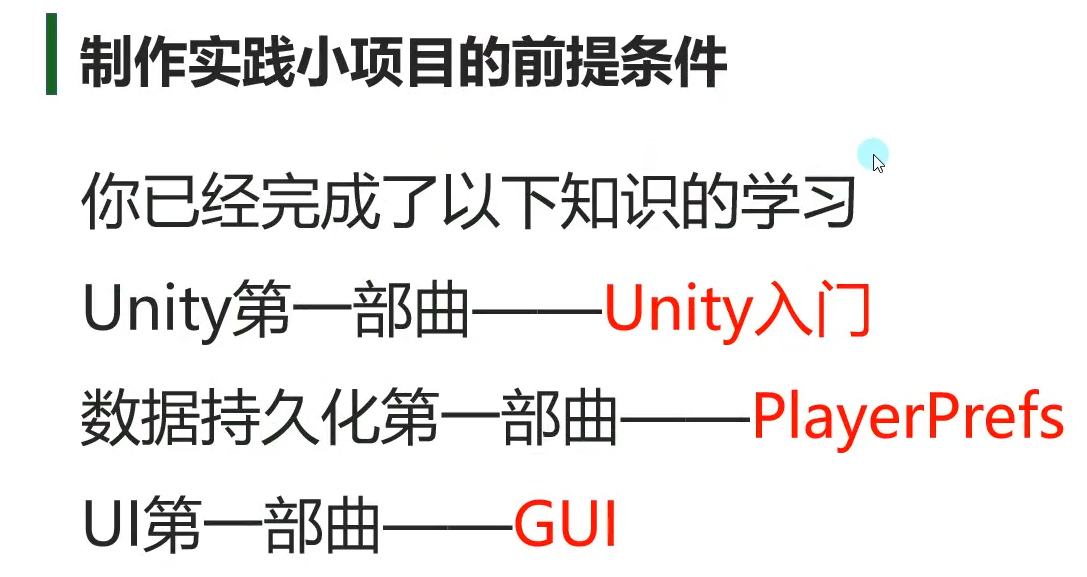 制作实践小项目的前提条件
你已经完成了以下知识的学习
Unity第一部曲——Unity入门
数据持久化第一部曲——PlayerPrefs
UI第一部曲——GUI